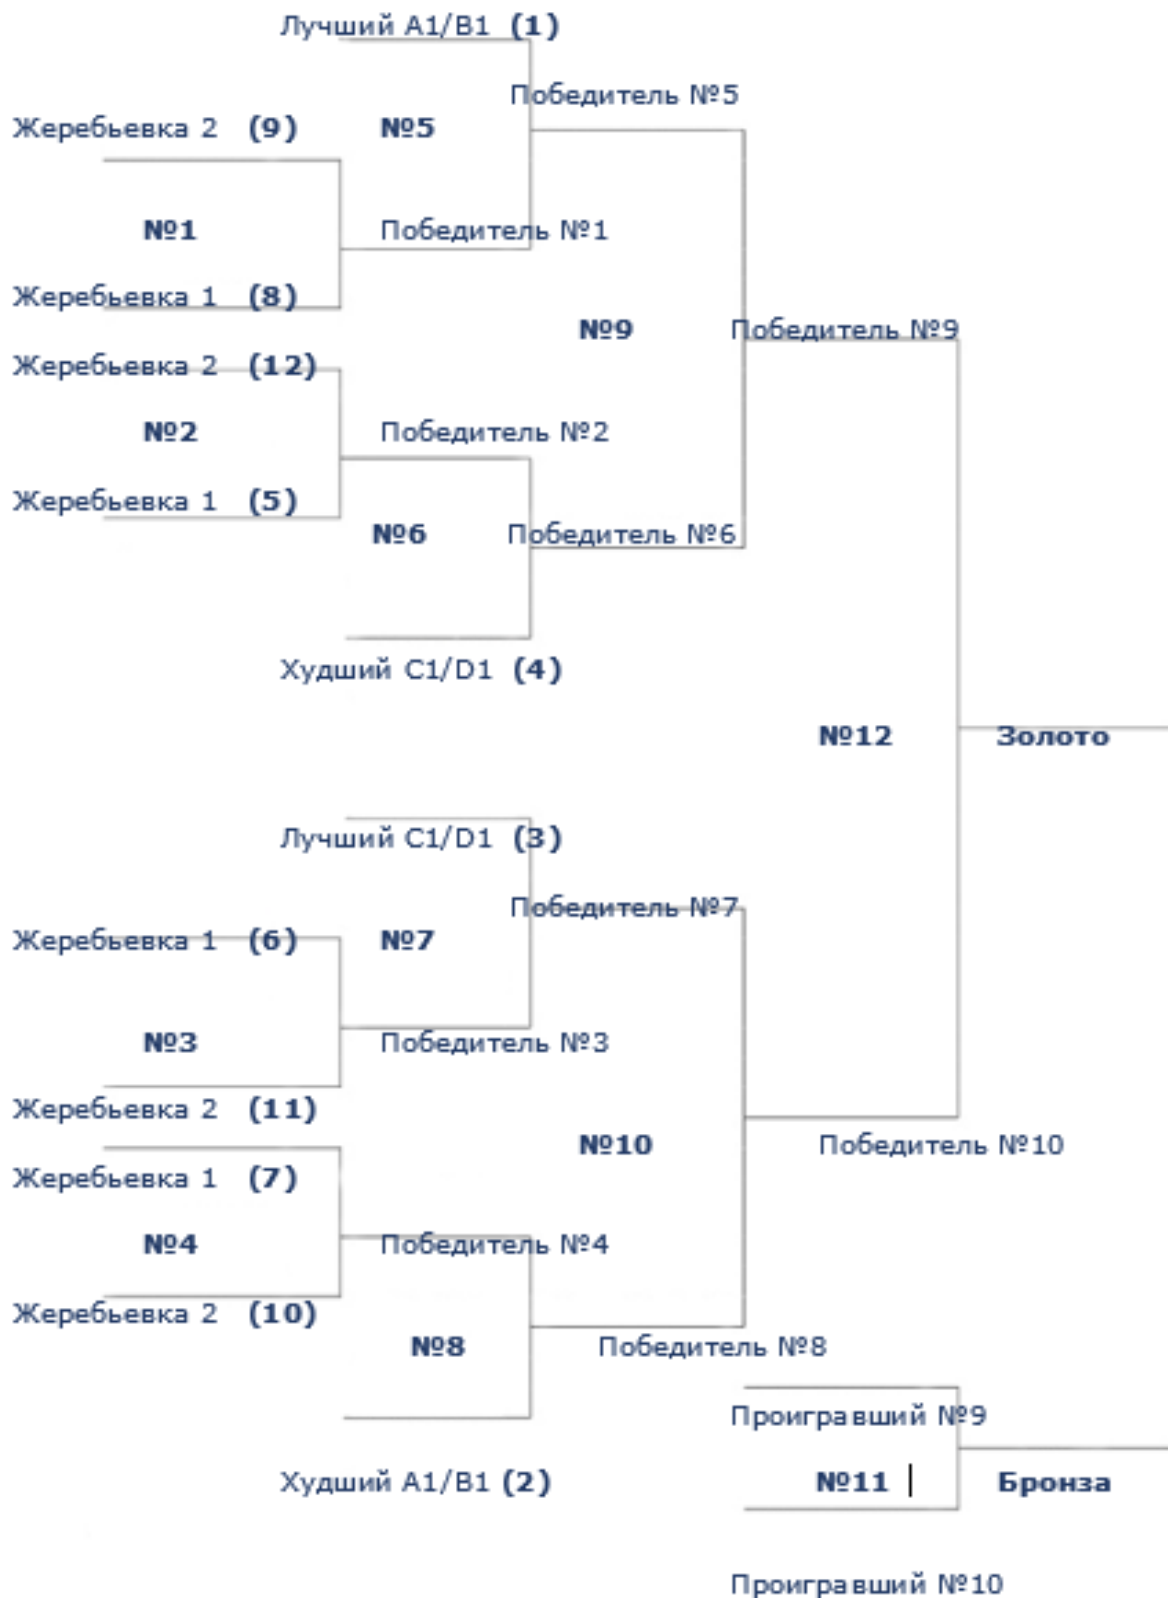 Лучший A1/B1 (1)
Победитель №5
Жеребьевка 2 (9) №5
№1 Победитель №1
Жеребьевка 1 (8)
№9 Победитель №9
Жеребьевка 2 (12)
№2 Победитель №2
Жеребьевка 1 (5)
№6 Победитель №6
Худший C1/D1 (4)
№12 Золото
Лучший C1/D1 (3)
Победитель №7
Жеребьевка 1 (6) №7
№3 Победитель №3
Жеребьевка 2 (11)
№10 Победитель №10
Жеребьевка 1 (7)
№4 Победитель №4
Жеребьевка 2 (10)
№8 Победитель №8
Проигравший №9
Худший A1/B1 (2) №11 Бронза
Проигравший №10